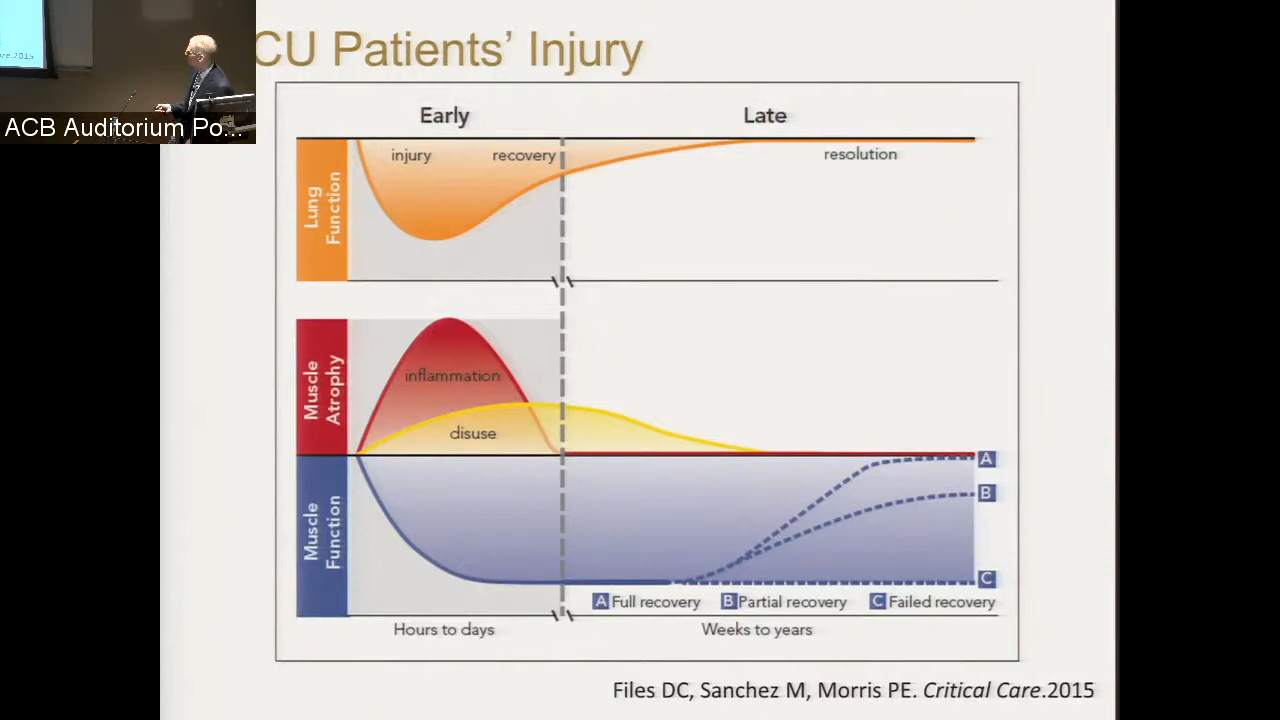 re.2015
ACB Auditorium Po...
CU Patients’ Injury
Early
Late
Lung
Function
injury
recovery
resolution
Muscle
Atrophy
inflammation
disuse
Muscle
Function
A
B
C
A Full recovery B Partial recovery C Failed recovery
Hours to days
Weeks to years
Files DC, Sanchez M, Morris PE. Critical Care.2015